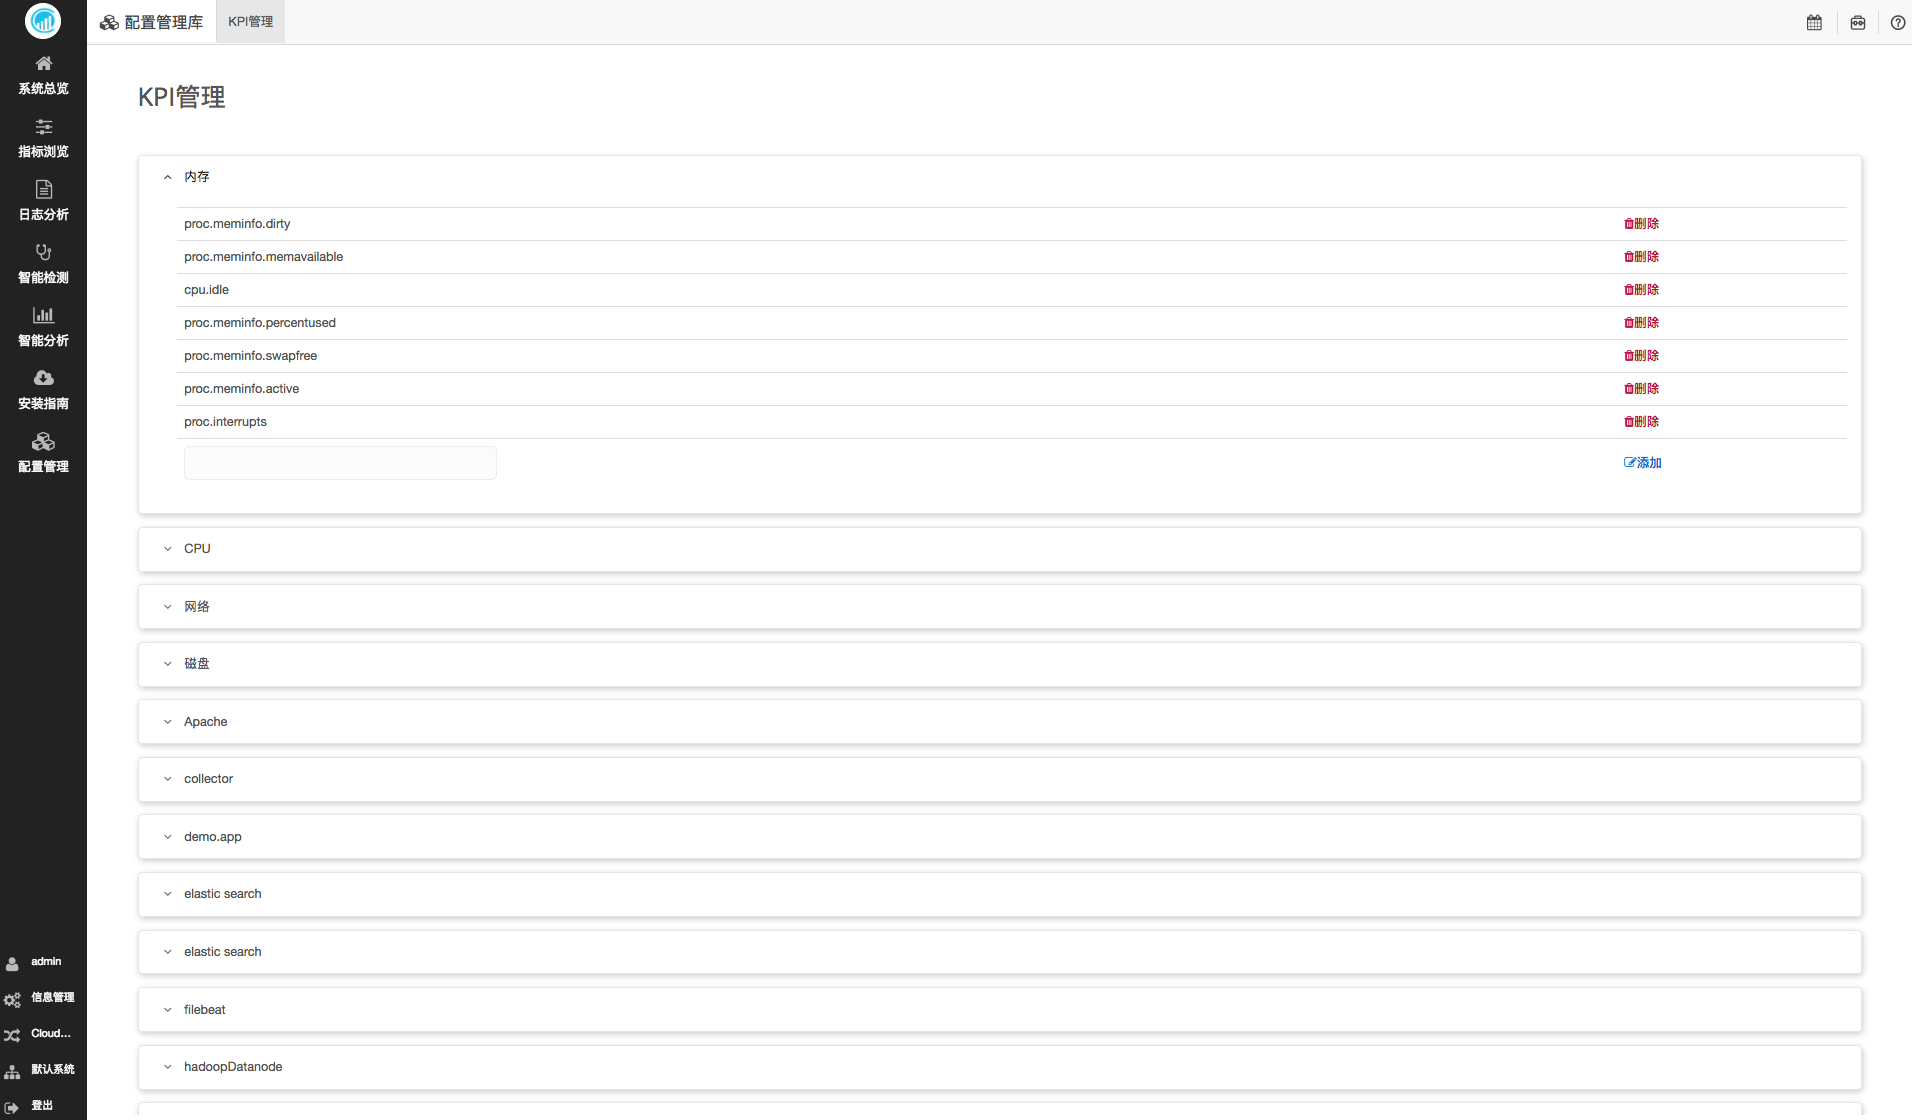 配置管理库
KPI管理
系统总览
指标浏览
日志分析
智能检测
智能分析
安装指南
配置管理
admin
信息管理
Cloud...
默认系统
登出
KPI管理
内存
proc.meminfo.dirty 删除
proc.meminfo.memavailable 删除
cpu.idle 删除
proc.meminfo.percentused 删除
proc.meminfo.swapfree 删除
proc.meminfo.active 删除
proc.interrupts 删除
添加
CPU
网络
磁盘
Apache
collector
demo.app
elastic search
elastic search
filebeat
hadoopDatanode